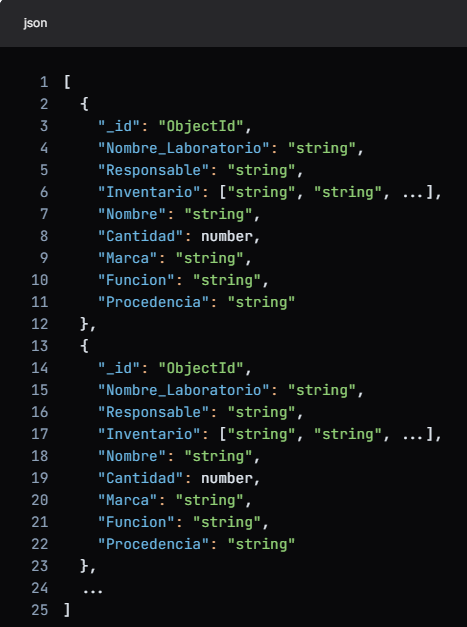 json
1 [
2   {
3     "_id": "ObjectId",
4     "Nombre_Laboratorio": "string",
5     "Responsable": "string",
6     "Inventario": ["string", "string", ...],
7     "Nombre": "string",
8     "Cantidad": number,
9     "Marca": "string",
10     "Funcion": "string",
11     "Procedencia": "string"
12   },
13   {
14     "_id": "ObjectId",
15     "Nombre_Laboratorio": "string",
16     "Responsable": "string",
17     "Inventario": ["string", "string", ...],
18     "Nombre": "string",
19     "Cantidad": number,
20     "Marca": "string",
21     "Funcion": "string",
22     "Procedencia": "string"
23   },
24   ...
25 ]